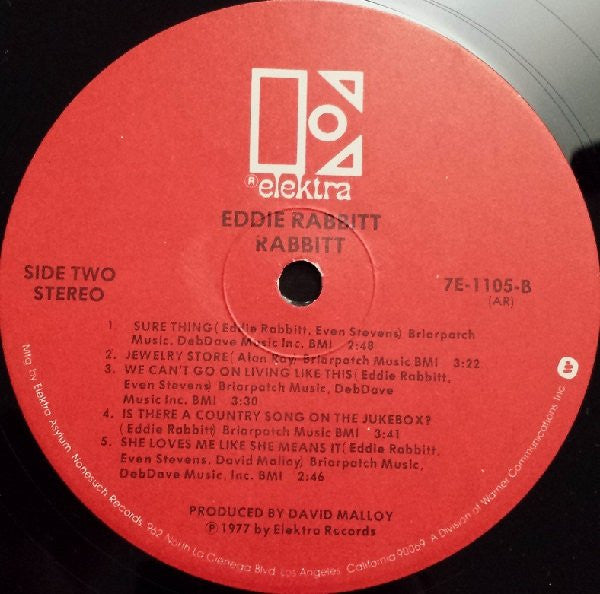 ® elektra
EDDIE RABBITT
RABBITT
SIDE TWO
STEREO
7E-1105-B
(AR)
1. SURE THING (Eddie Rabbitt, Even Stevens) Briarpatch
Music, DebDave Music Inc. BMI 2:48
2. JEWELRY STORE (Alan Ray) Briarpatch Music BMI 3:22
3. WE CAN'T GO ON LIVING LIKE THIS (Eddie Rabbitt,
Even Stevens) Briarpatch Music, DebDave
Music Inc. BMI 3:30
4. IS THERE A COUNTRY SONG ON THE JUKEBOX?
(Eddie Rabbitt) Briarpatch Music BMI 3:41
5. SHE LOVES ME LIKE SHE MEANS IT (Eddie Rabbitt,
Even Stevens, David Malloy) Briarpatch Music,
DebDave Music, Inc. BMI 2:46
PRODUCED BY DAVID MALLOY
℗ 1977 by Elektra Records
Mfg. by Elektra/Asylum/Nonesuch Records, 962 North La Cienega Blvd. Los Angeles, California 90069. A Division of Warner Communications, Inc.